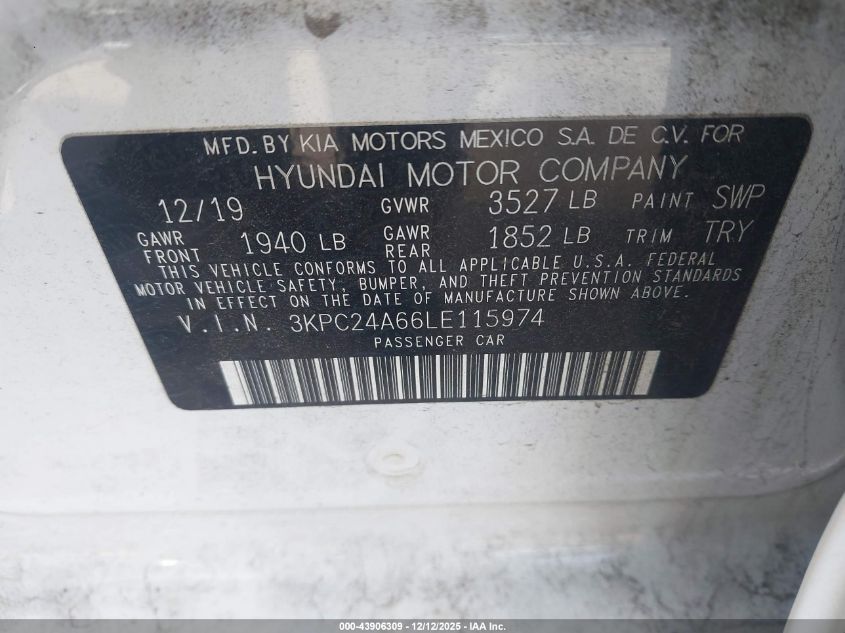 MFD. BY KIA MOTORS MEXICO S.A. DE C.V. FOR
HYUNDAI MOTOR COMPANY
12/19 GVWR 3527 LB PAINT SWP
GAWR FRONT 1940 LB GAWR REAR 1852 LB TRIM TRY
THIS VEHICLE CONFORMS TO ALL APPLICABLE U.S.A. FEDERAL
MOTOR VEHICLE SAFETY, BUMPER, AND THEFT PREVENTION STANDARDS
IN EFFECT ON THE DATE OF MANUFACTURE SHOWN ABOVE.
V.I.N. 3KPC24A66LE115974
PASSENGER CAR
000-43906309 - 12/12/2025 - IAA Inc.